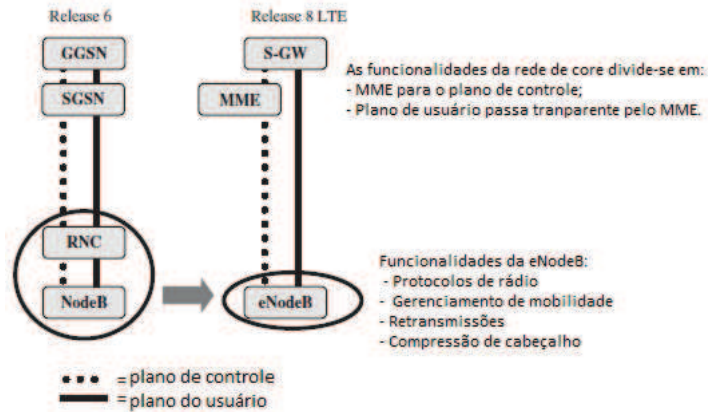 Release 6
Release 8 LTE
GGSN
S-GW
SGSN
MME
As funcionalidades da rede de core divide-se em:
- MME para o plano de controle;
- Plano de usuário passa tranparente pelo MME.
RNC
NodeB
eNodeB
Funcionalidades da eNodeB:
- Protocolos de rádio
- Gerenciamento de mobilidade
- Retransmissões
- Compressão de cabeçalho
=plano de controle
=plano do usuário